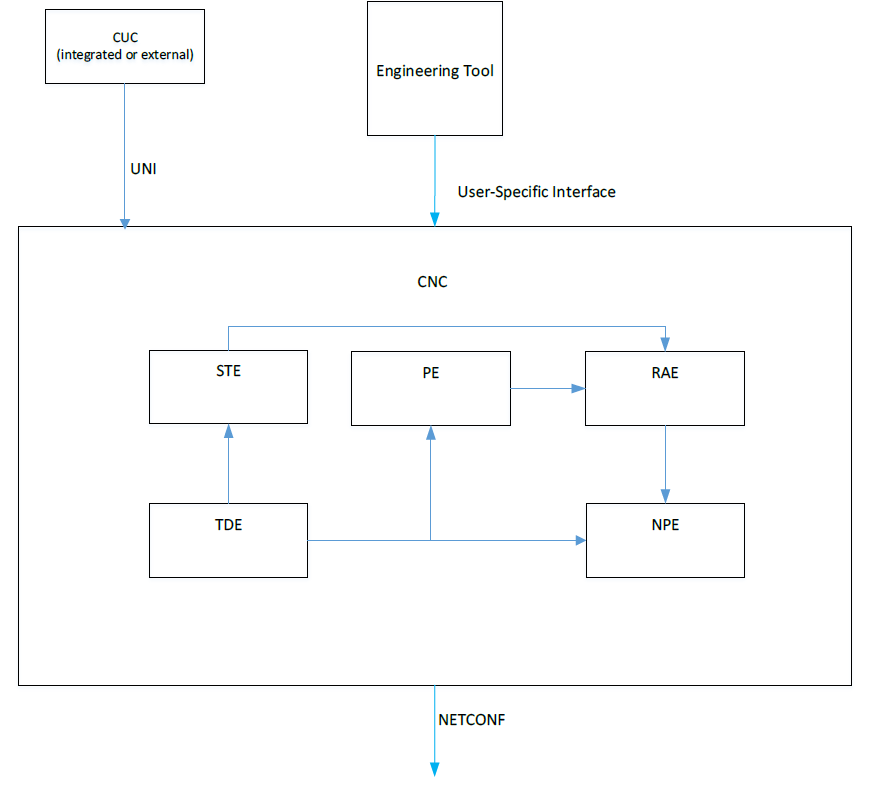 CUC
(integrated or external)
Engineering Tool
UNI
User-Specific Interface
CNC
STE
PE
RAE
TDE
NPE
NETCONF